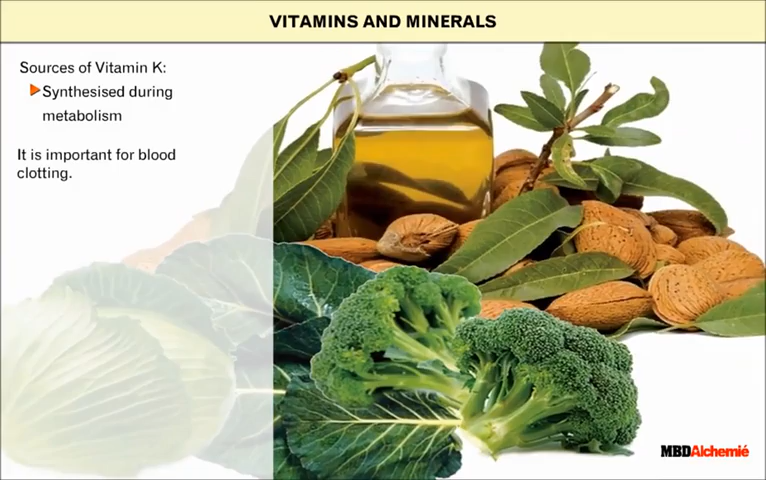 VITAMINS AND MINERALS
Sources of Vitamin K:
Synthesised during
metabolism
It is important for blood
clotting.
MBDAlchemié